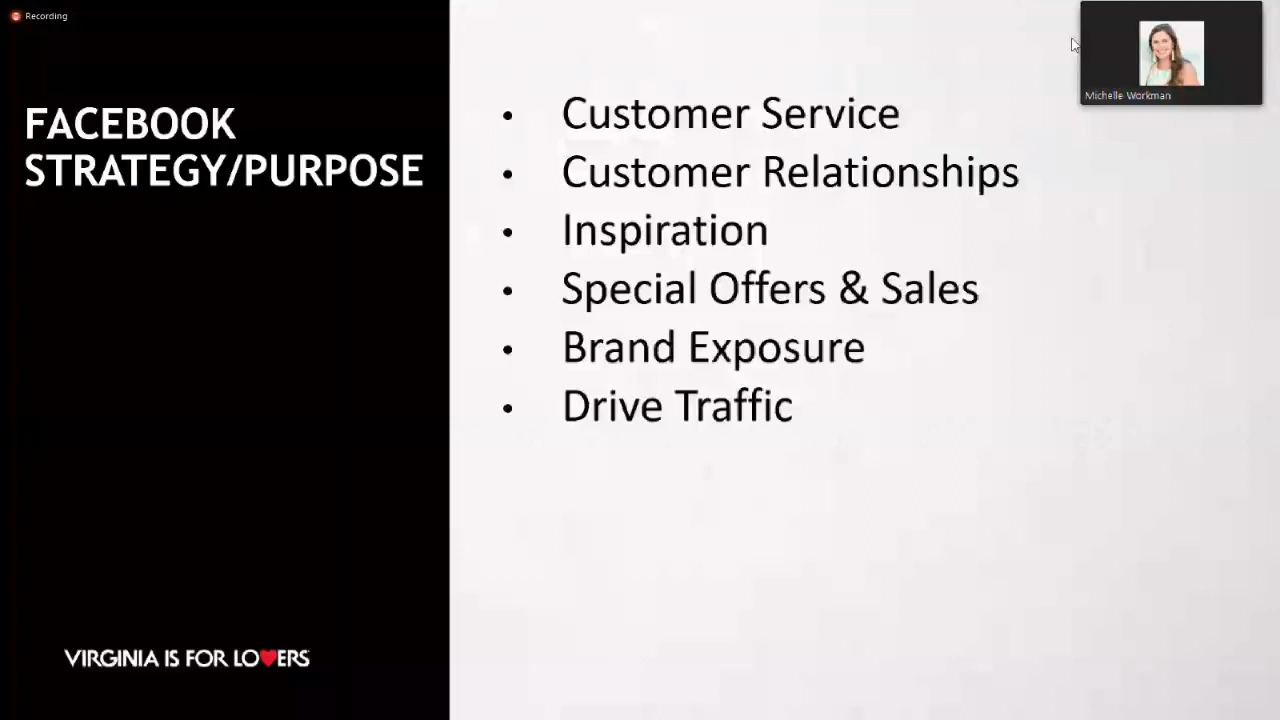 Recording
Michelle Workman
FACEBOOK
STRATEGY/PURPOSE
• Customer Service
• Customer Relationships
• Inspiration
• Special Offers & Sales
• Brand Exposure
• Drive Traffic
VIRGINIA IS FOR LO♥ERS